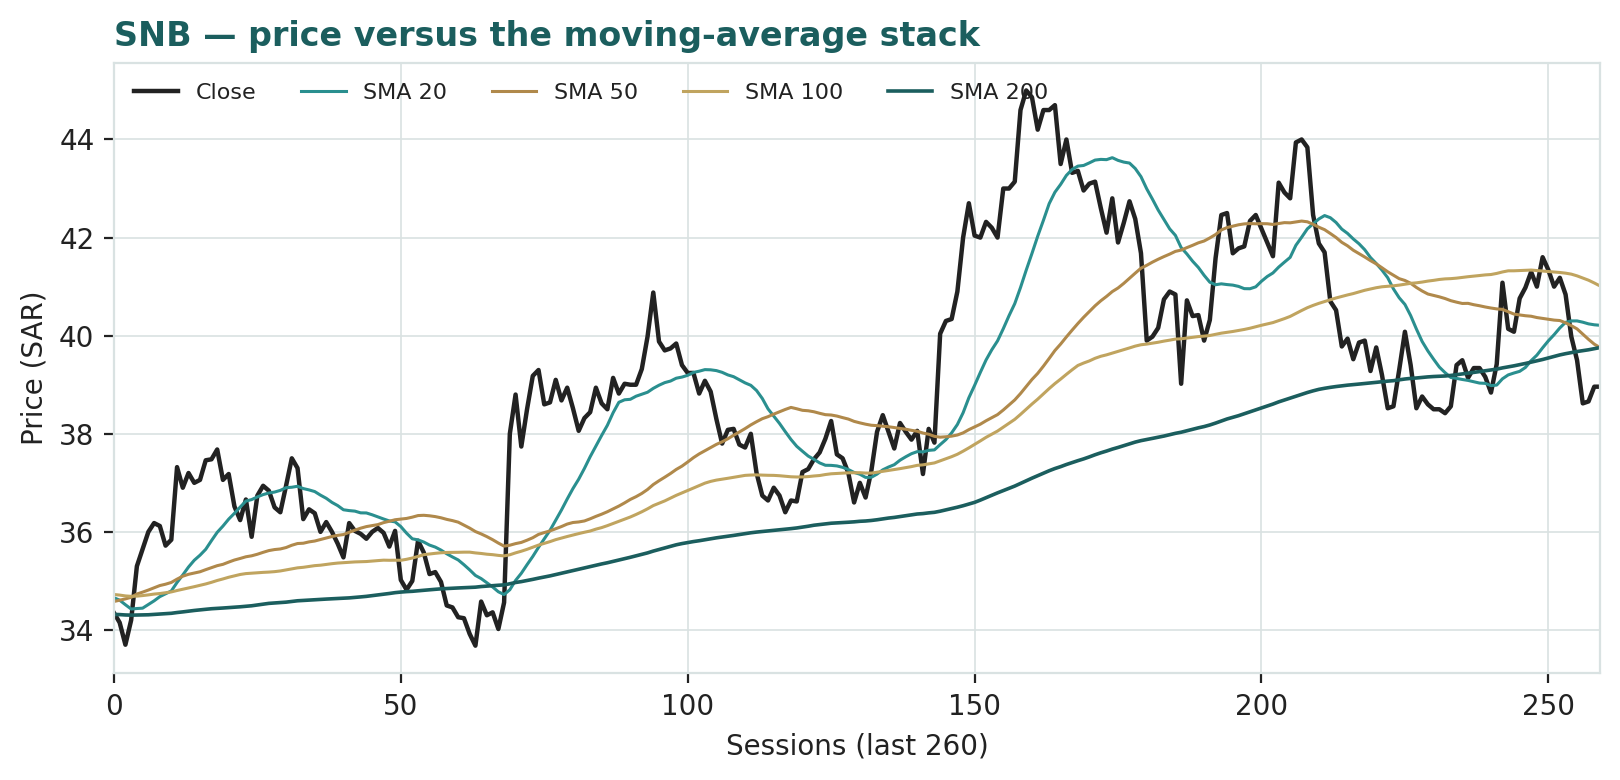 SNB — price versus the moving-average stack
Close SMA 20 SMA 50 SMA 100 SMA 200
44
42
40
38
36
34
Price (SAR)
0 50 100 150 200 250
Sessions (last 260)